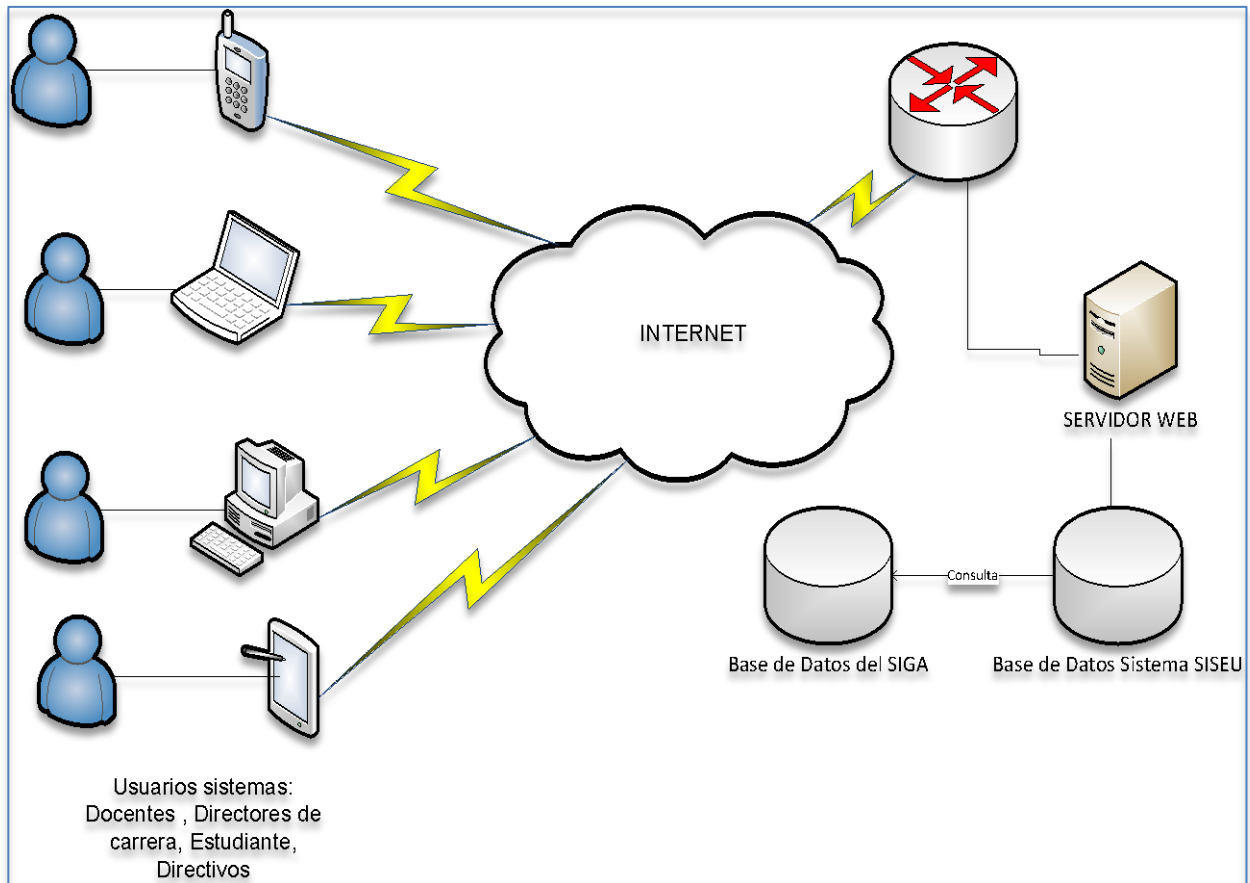 INTERNET
SERVIDOR WEB
Consulta
Base de Datos del SIGA
Base de Datos Sistema SISEU
Usuarios sistemas:
Docentes , Directores de
carrera, Estudiante,
Directivos